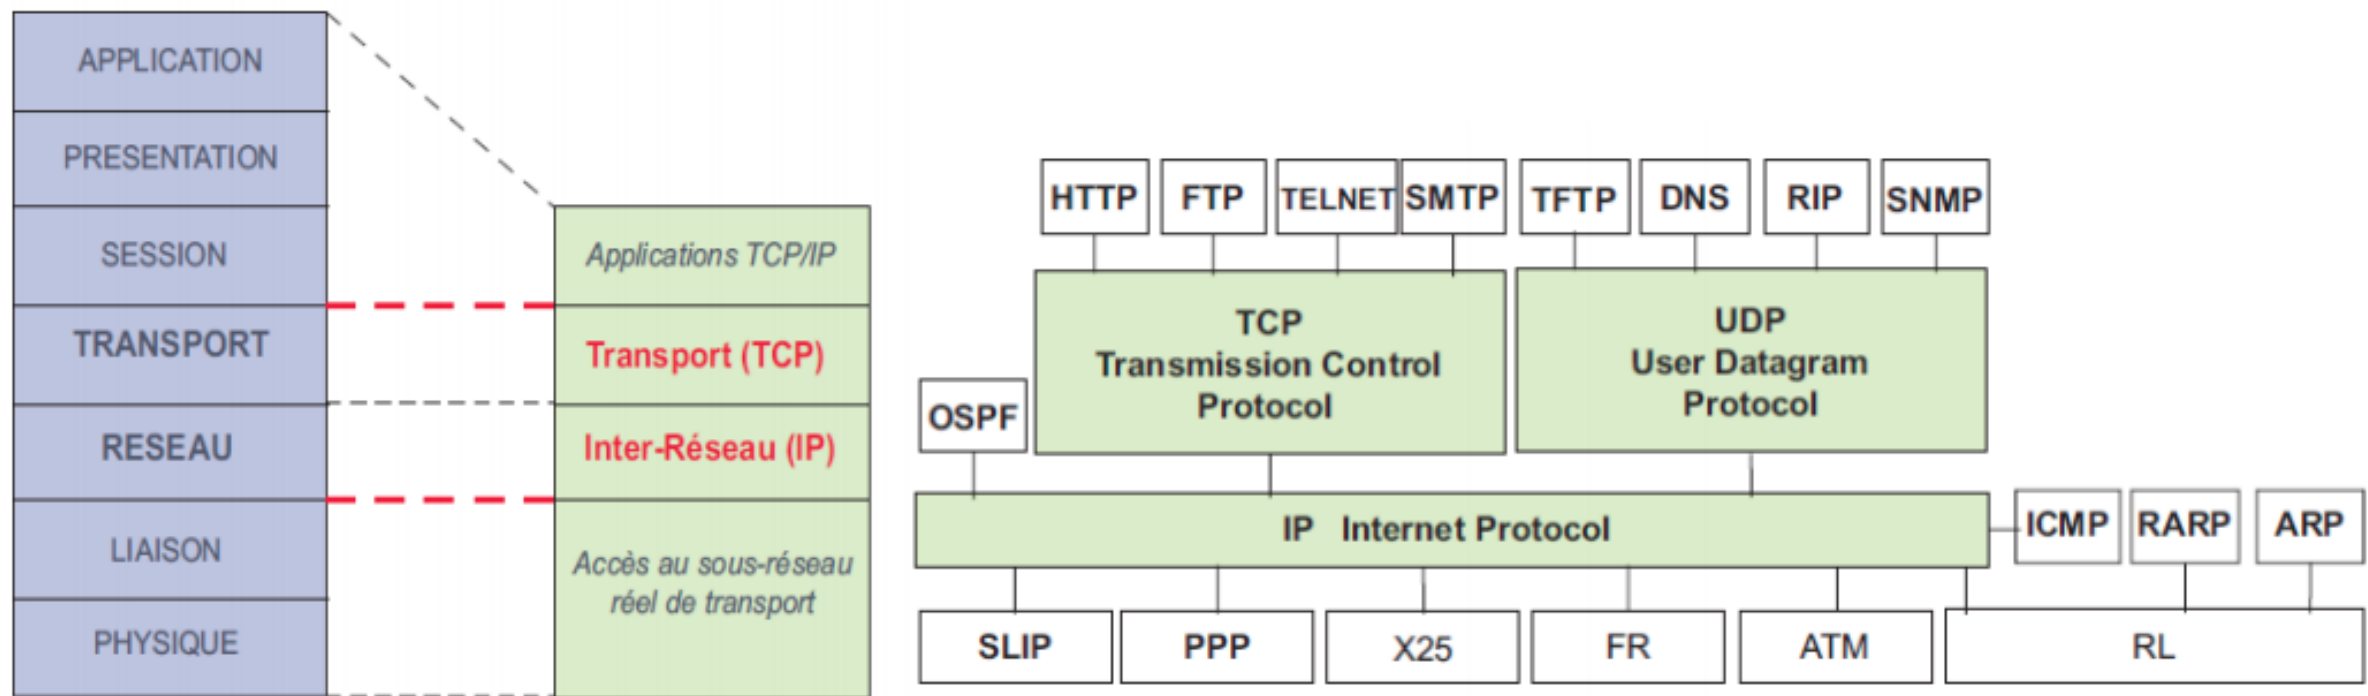 APPLICATION
PRESENTATION
SESSION
TRANSPORT
RESEAU
LIAISON
PHYSIQUE
Applications TCP/IP
Transport (TCP)
Inter-Réseau (IP)
Accès au sous-réseau
réel de transport
HTTP FTP TELNET SMTP TFTP DNS RIP SNMP
TCP
Transmission Control
Protocol
UDP
User Datagram
Protocol
OSPF
IP Internet Protocol
ICMP RARP ARP
SLIP PPP X25 FR ATM RL